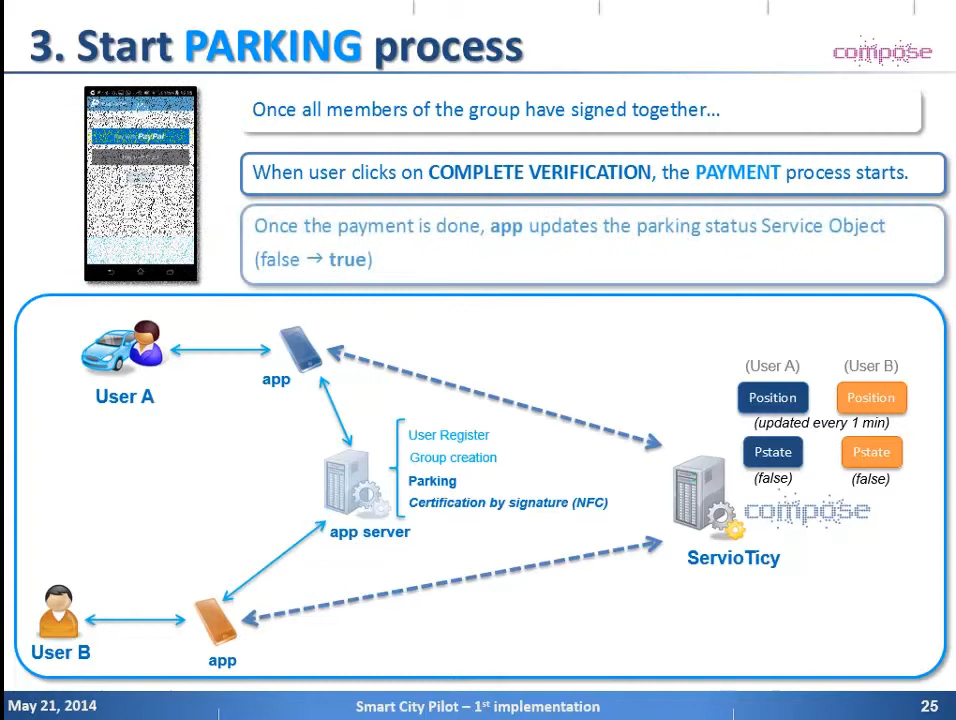 3. Start PARKING process
compose
Once all members of the group have signed together...
PayPal
When user clicks on COMPLETE VERIFICATION, the PAYMENT process starts.
Once the payment is done, app updates the parking status Service Object
(false → true)
(User A) (User B)
Position Position
(updated every 1 min)
Pstate Pstate
(false) (false)
compose
ServioTicy
User A
app
User Register
Group creation
Parking
Certification by signature (NFC)
app server
User B
app
May 21, 2014
Smart City Pilot – 1st implementation
25